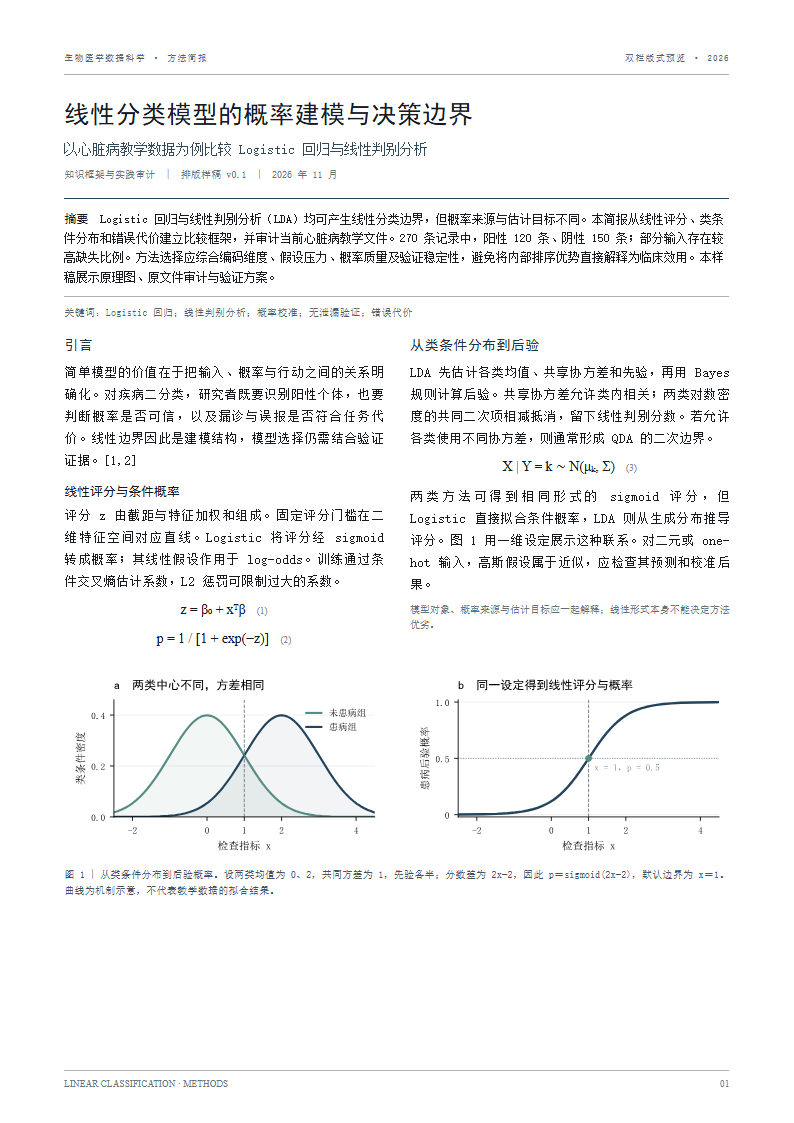 生物医学数据科学 · 方法简报
双栏版式预览 · 2026
线性分类模型的概率建模与决策边界
以心脏病教学数据为例比较 Logistic 回归与线性判别分析
知识框架与实践审计 | 排版样稿 v0.1 | 2026 年 11 月
摘要 Logistic 回归与线性判别分析（LDA）均可产生线性分类边界，但概率来源与估计目标不同。本简报从线性评分、类条
件分布和错误代价建立比较框架，并审计当前心脏病教学文件。270 条记录中，阳性 120 条、阴性 150 条；部分输入存在较
高缺失比例。方法选择应综合编码维度、假设压力、概率质量及验证稳定性，避免将内部排序优势直接解释为临床效用。本样
稿展示原理图、原文件审计与验证方案。
关键词：Logistic 回归；线性判别分析；概率校准；无泄漏验证；错误代价
引言
简单模型的价值在于把输入、概率与行动之间的关系明
确化。对疾病二分类，研究者既要识别阳性个体，也要
判断概率是否可信，以及漏诊与误报是否符合任务代
价。线性边界因此是建模结构，模型选择仍需结合验证
证据。[1,2]
线性评分与条件概率
评分 z 由截距与特征加权和组成。固定评分门槛在二
维特征空间对应直线。Logistic 将评分经 sigmoid
转成概率；其线性假设作用于 log-odds。训练通过条
件交叉熵估计系数，L2 惩罚可限制过大的系数。
z = β₀ + xᵀβ (1)
p = 1 / [1 + exp(−z)] (2)
从类条件分布到后验
LDA 先估计各类均值、共享协方差和先验，再用 Bayes
规则计算后验。共享协方差允许类内相关；两类对数密
度的共同二次项相减抵消，留下线性判别分数。若允许
各类使用不同协方差，则通常形成 QDA 的二次边界。
X | Y = k ∼ N(μₖ, Σ) (3)
两类方法可得到相同形式的 sigmoid 评分，但
Logistic 直接拟合条件概率，LDA 则从生成分布推导
评分。图 1 用一维设定展示这种联系。对二元或 one-
hot 输入，高斯假设属于近似，应检查其预测和校准后
果。
模型对象、概率来源与估计目标应一起解释；线性形式本身不能决定方法
优劣。
a 两类中心不同，方差相同
未患病组
患病组
类条件密度
0.4
0.2
0.0
−2 0 1 2 4
检查指标 x
b 同一设定得到线性评分与概率
患病后验概率
1.0
0.5
0
x = 1, p = 0.5
−2 0 1 2 4
检查指标 x
图 1 | 从类条件分布到后验概率。设两类均值为 0、2，共同方差为 1，先验各半；分数差为 2x−2，因此 p＝sigmoid(2x−2)，默认边界为 x＝1。
曲线为机制示意，不代表教学数据的拟合结果。
LINEAR CLASSIFICATION · METHODS
01